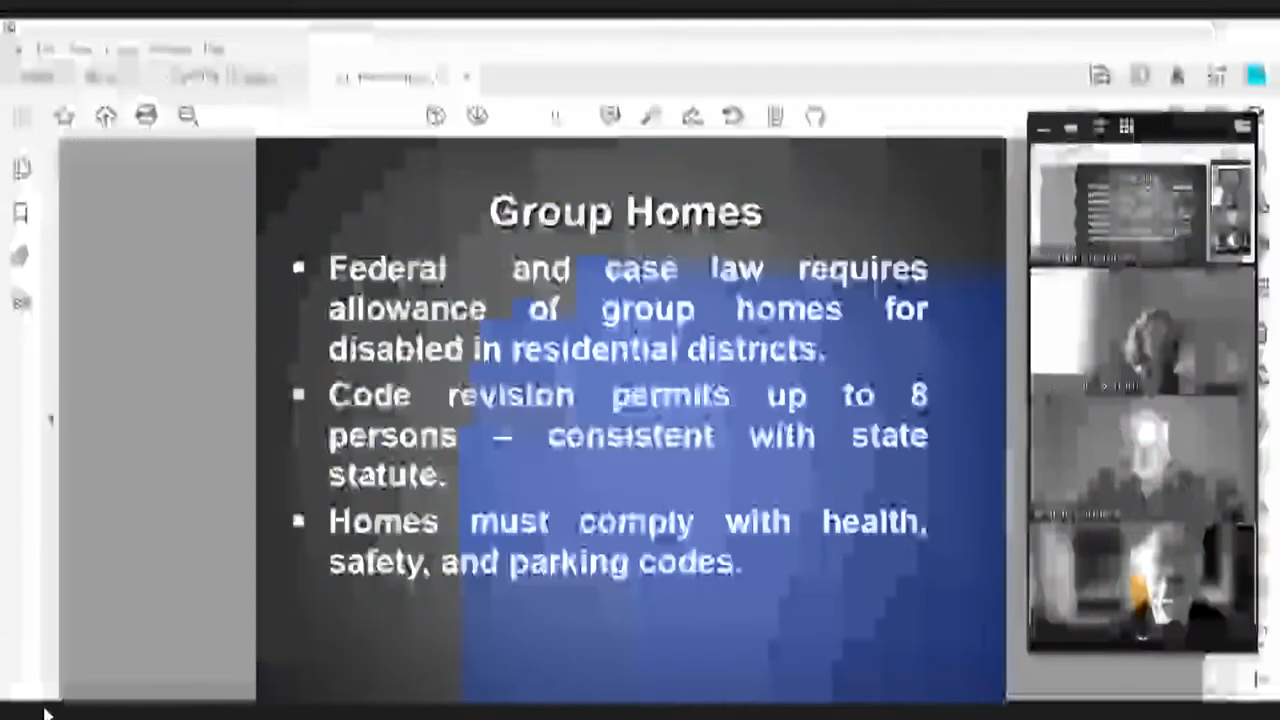 Group Homes
▪ Federal and case law requires
allowance of group homes for
disabled in residential districts.
▪ Code revision permits up to 8
persons – consistent with state
statute.
▪ Homes must comply with health,
safety, and parking codes.